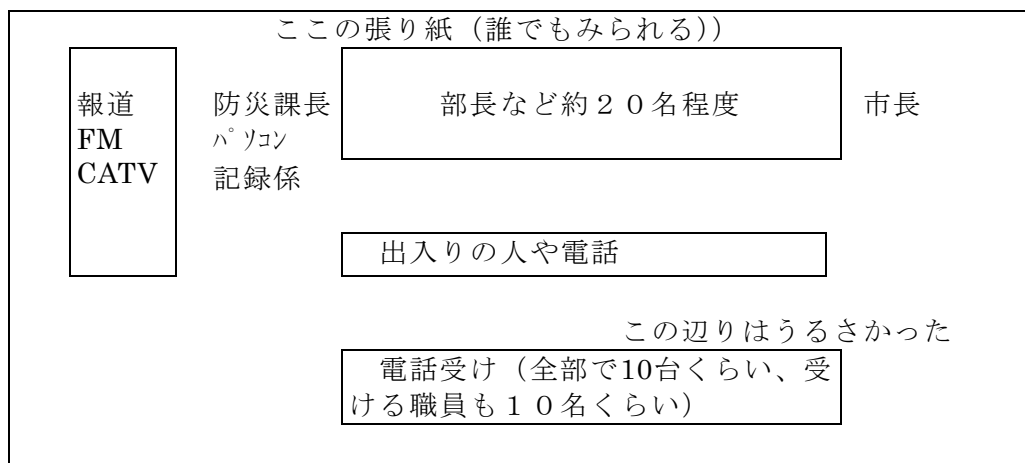 ここの張り紙（誰でもみられる））
報道
FM
CATV
防災課長
ﾊﾟｿｺﾝ
記録係
部長など約２０名程度
市長
出入りの人や電話
この辺りはうるさかった
電話受け（全部で10台くらい、受
ける職員も１０名くらい）